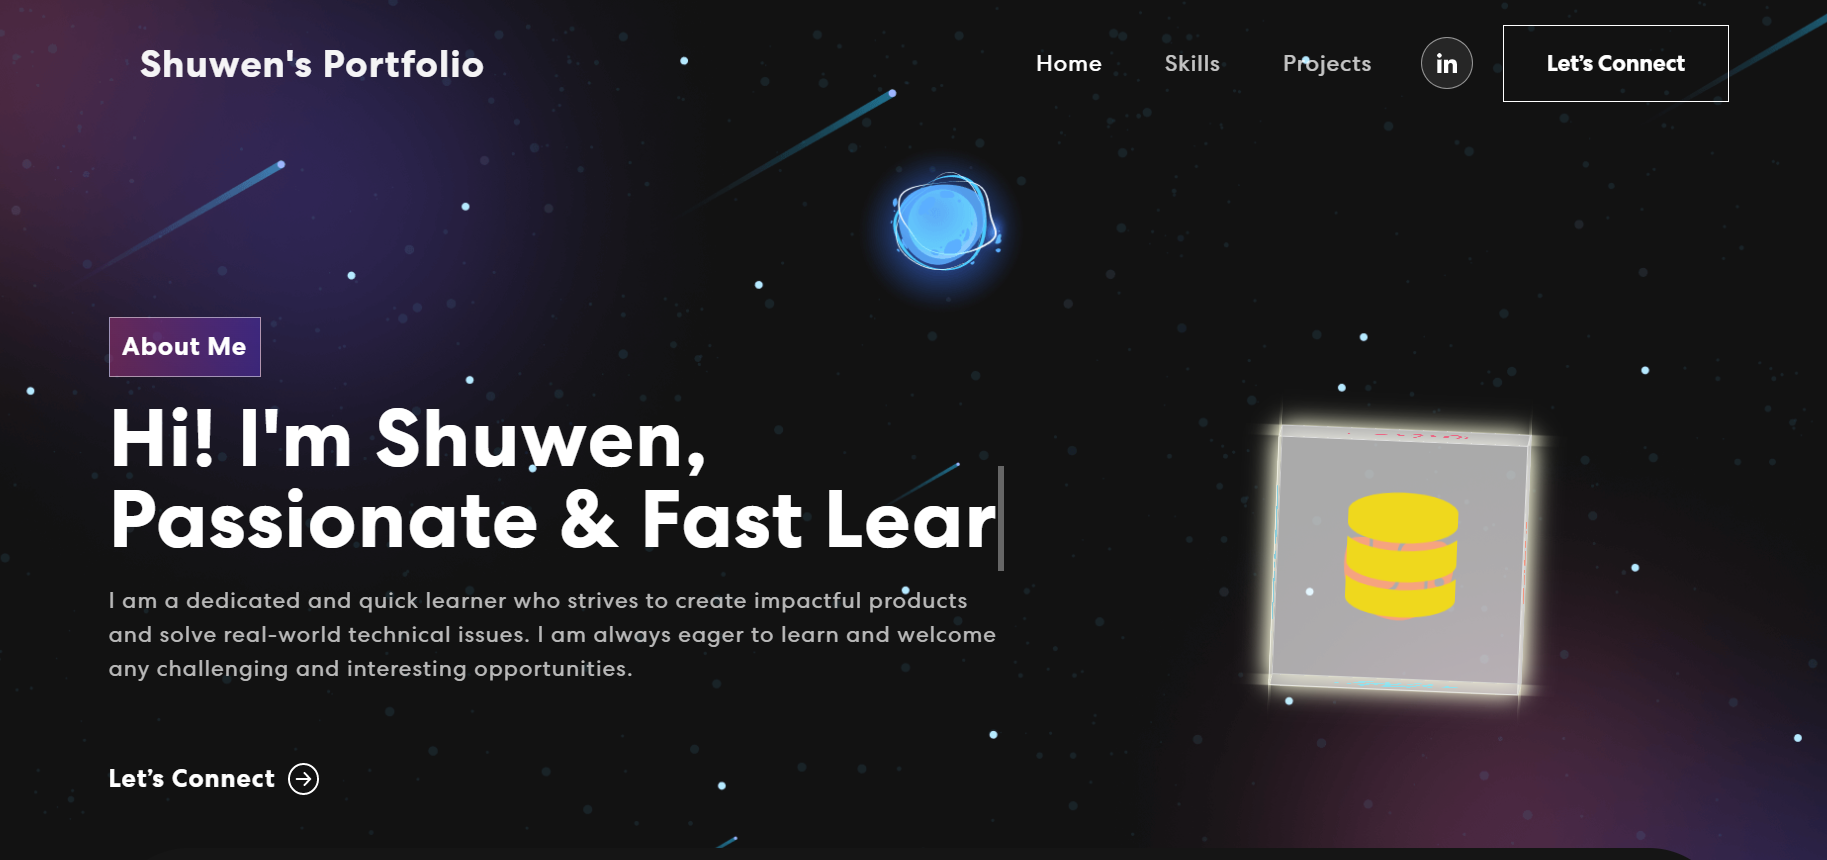 Shuwen's Portfolio
Home
Skills
Projects
in
Let’s Connect
About Me
Hi! I'm Shuwen,
Passionate & Fast Lear
I am a dedicated and quick learner who strives to create impactful products
and solve real-world technical issues. I am always eager to learn and welcome
any challenging and interesting opportunities.
Let’s Connect